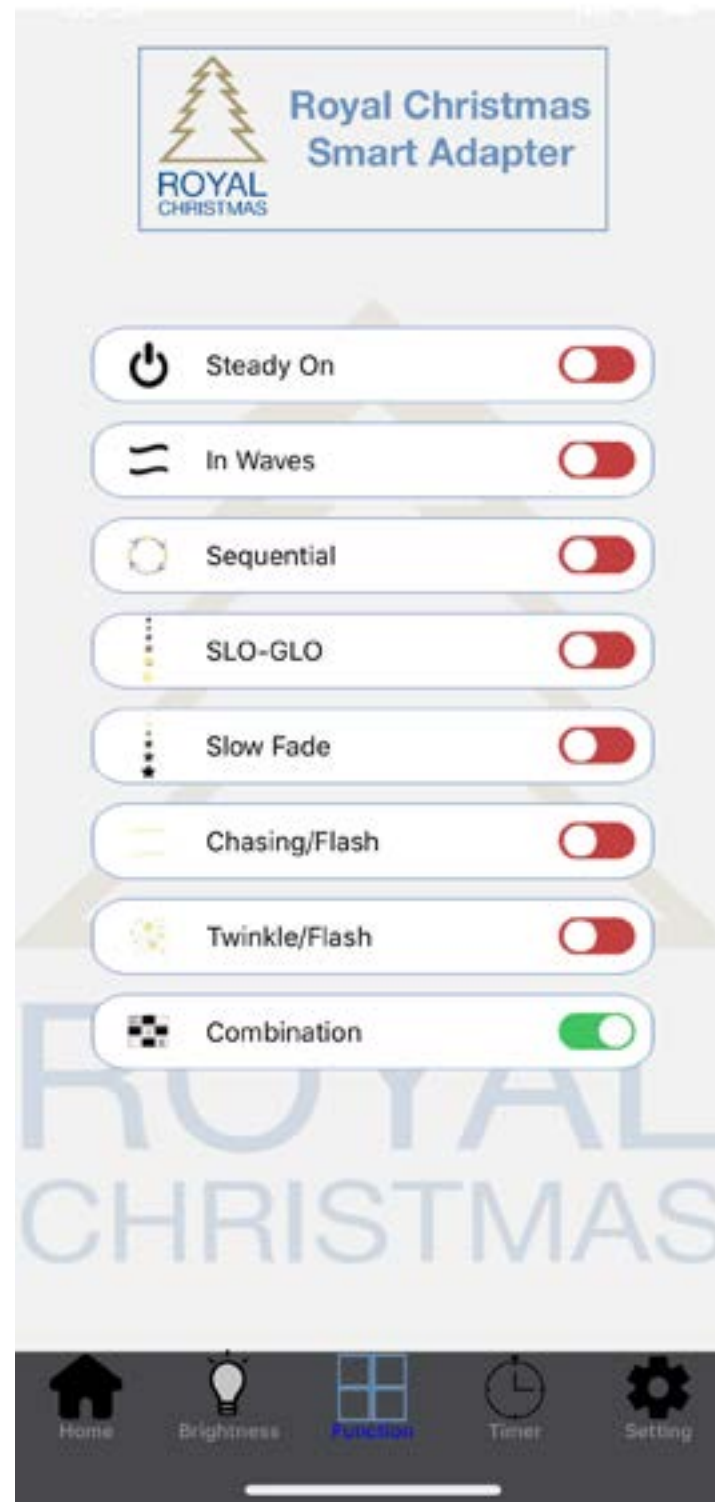 Royal Christmas
Smart Adapter
ROYAL
CHRISTMAS
Steady On
In Waves
Sequential
SLO-GLO
Slow Fade
Chasing/Flash
Twinkle/Flash
Combination
ROYAL
CHRISTMAS
Home
Brightness
Function
Timer
Setting